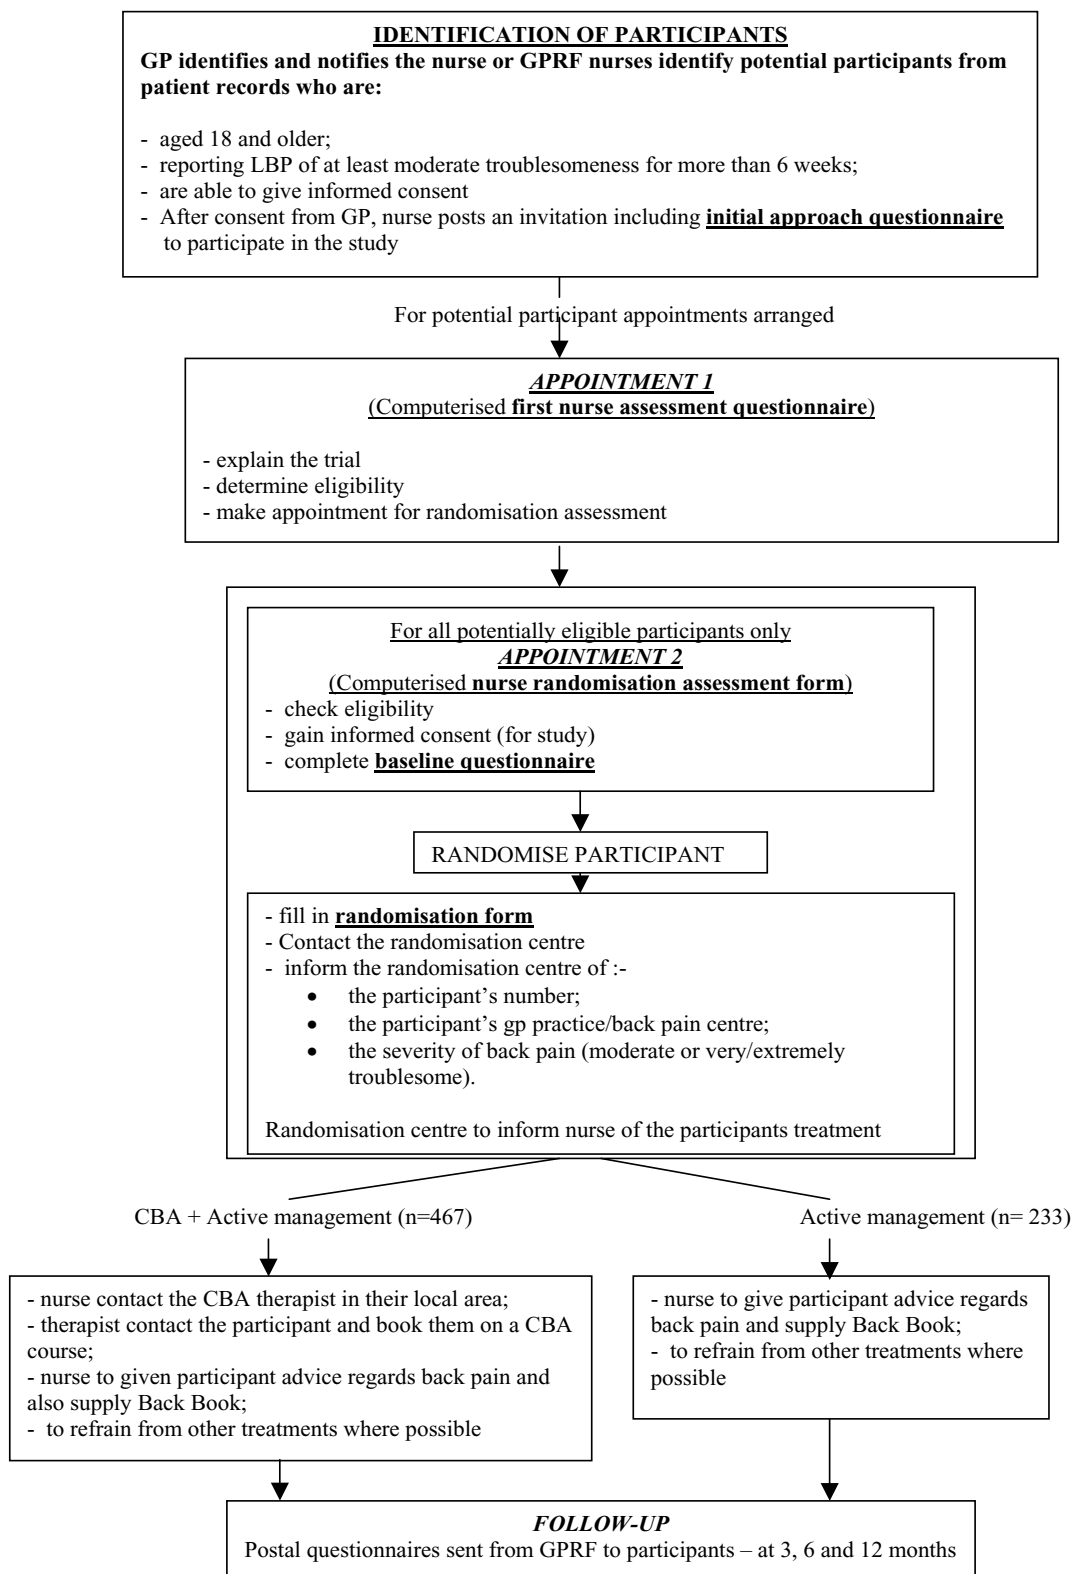 IDENTIFICATION OF PARTICIPANTS
GP identifies and notifies the nurse or GPRF nurses identify potential participants from
patient records who are:
- aged 18 and older;
- reporting LBP of at least moderate troublesomeness for more than 6 weeks;
- are able to give informed consent
- After consent from GP, nurse posts an invitation including initial approach questionnaire
to participate in the study
For potential participant appointments arranged
APPOINTMENT 1
(Computerised first nurse assessment questionnaire)
- explain the trial
- determine eligibility
- make appointment for randomisation assessment
For all potentially eligible participants only
APPOINTMENT 2
(Computerised nurse randomisation assessment form)
- check eligibility
- gain informed consent (for study)
- complete baseline questionnaire
RANDOMISE PARTICIPANT
- fill in randomisation form
- Contact the randomisation centre
- inform the randomisation centre of :-
• the participant's number;
• the participant's gp practice/back pain centre;
• the severity of back pain (moderate or very/extremely
troublesome).
Randomisation centre to inform nurse of the participants treatment
CBA + Active management (n=467)
- nurse contact the CBA therapist in their local area;
- therapist contact the participant and book them on a CBA
course;
- nurse to given participant advice regards back pain and
also supply Back Book;
- to refrain from other treatments where possible
Active management (n= 233)
- nurse to give participant advice regards
back pain and supply Back Book;
- to refrain from other treatments where
possible
FOLLOW-UP
Postal questionnaires sent from GPRF to participants – at 3, 6 and 12 months